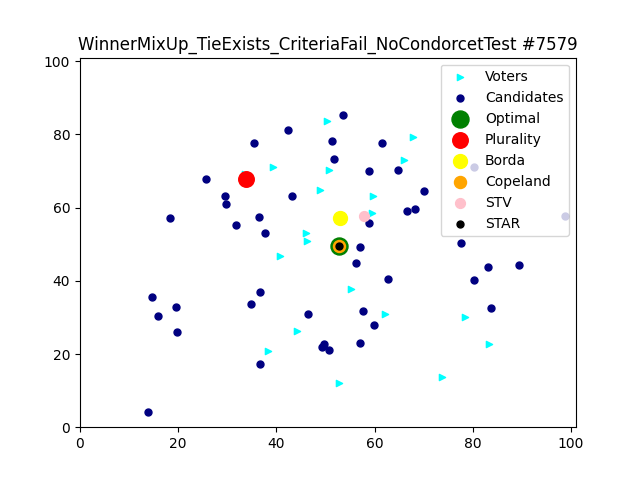 WinnerMixUp_TieExists_CriteriaFail_NoCondorcetTest #7579
100
80
60
40
20
0
0 20 40 60 80 100
Voters
Candidates
Optimal
Plurality
Borda
Copeland
STV
STAR